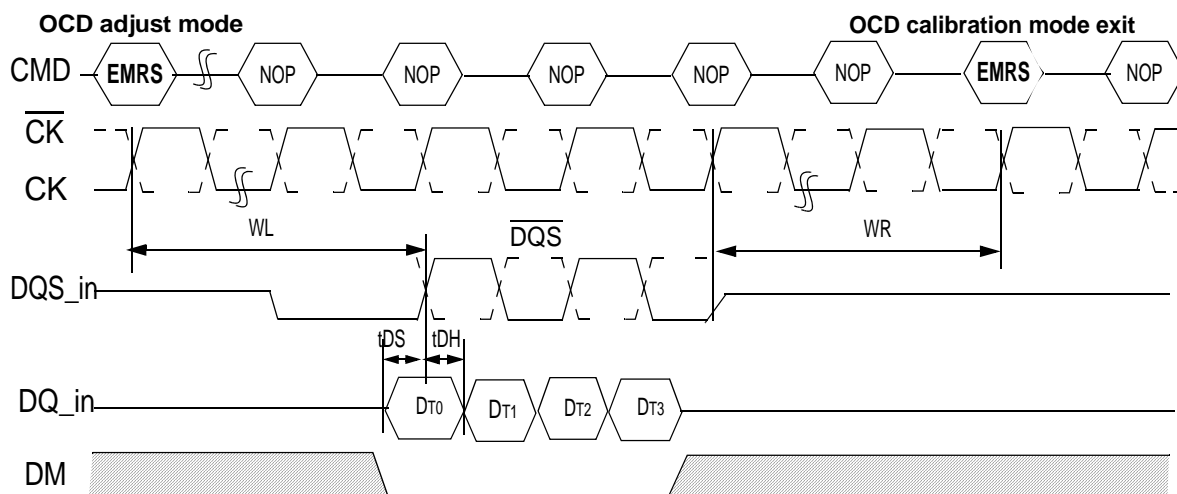 OCD adjust mode OCD calibration mode exit
CMD EMRS NOP NOP NOP NOP NOP EMRS NOP
CK
CK
WL DQS WR
DQS_in
tDS tDH
DQ_in DT0 DT1 DT2 DT3
DM